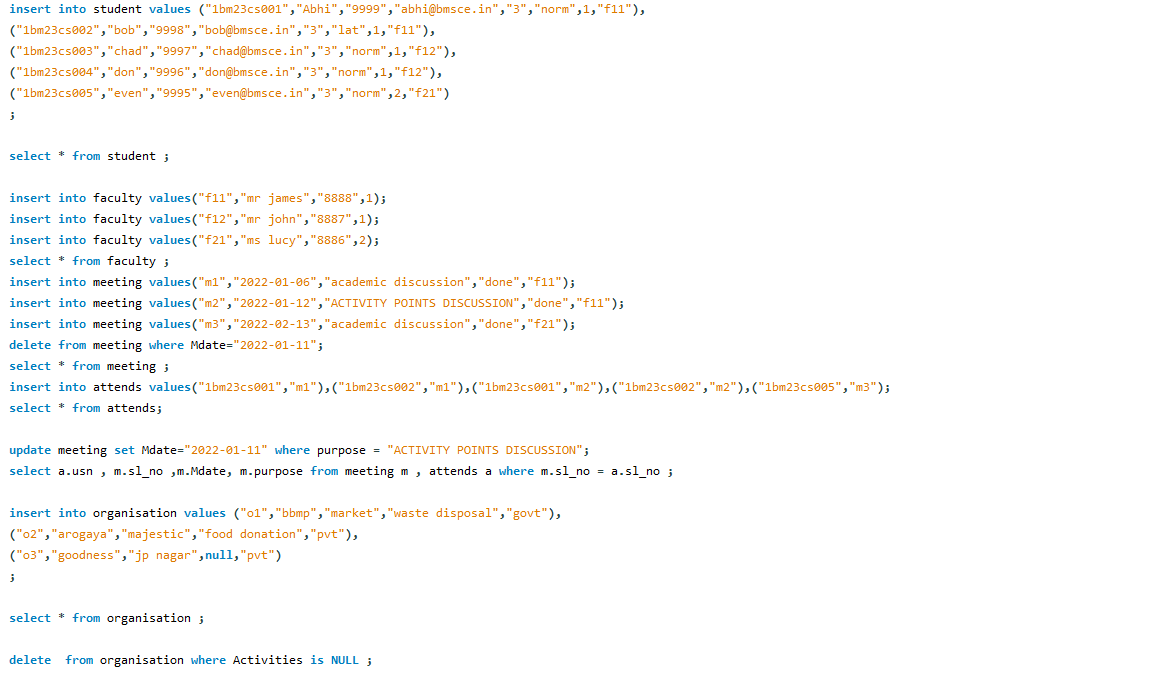 insert into student values ("1bm23cs001","Abhi","9999","abhi@bmsce.in","3","norm",1,"f11"),
("1bm23cs002","bob","9998","bob@bmsce.in","3","lat",1,"f11"),
("1bm23cs003","chad","9997","chad@bmsce.in","3","norm",1,"f12"),
("1bm23cs004","don","9996","don@bmsce.in","3","norm",1,"f12"),
("1bm23cs005","even","9995","even@bmsce.in","3","norm",2,"f21")
;
select * from student ;
insert into faculty values("f11","mr james","8888",1);
insert into faculty values("f12","mr john","8887",1);
insert into faculty values("f21","ms lucy","8886",2);
select * from faculty ;
insert into meeting values("m1","2022-01-06","academic discussion","done","f11");
insert into meeting values("m2","2022-01-12","ACTIVITY POINTS DISCUSSION","done","f11");
insert into meeting values("m3","2022-02-13","academic discussion","done","f21");
delete from meeting where Mdate="2022-01-11";
select * from meeting ;
insert into attends values("1bm23cs001","m1"),("1bm23cs002","m1"),("1bm23cs001","m2"),("1bm23cs002","m2"),("1bm23cs005","m3");
select * from attends;
update meeting set Mdate="2022-01-11" where purpose = "ACTIVITY POINTS DISCUSSION";
select a.usn , m.sl_no ,m.Mdate, m.purpose from meeting m , attends a where m.sl_no = a.sl_no ;
insert into organisation values ("o1","bbmp","market","waste disposal","govt"),
("o2","arogaya","majestic","food donation","pvt"),
("o3","goodness","jp nagar",null,"pvt")
;
select * from organisation ;
delete  from organisation where Activities is NULL ;